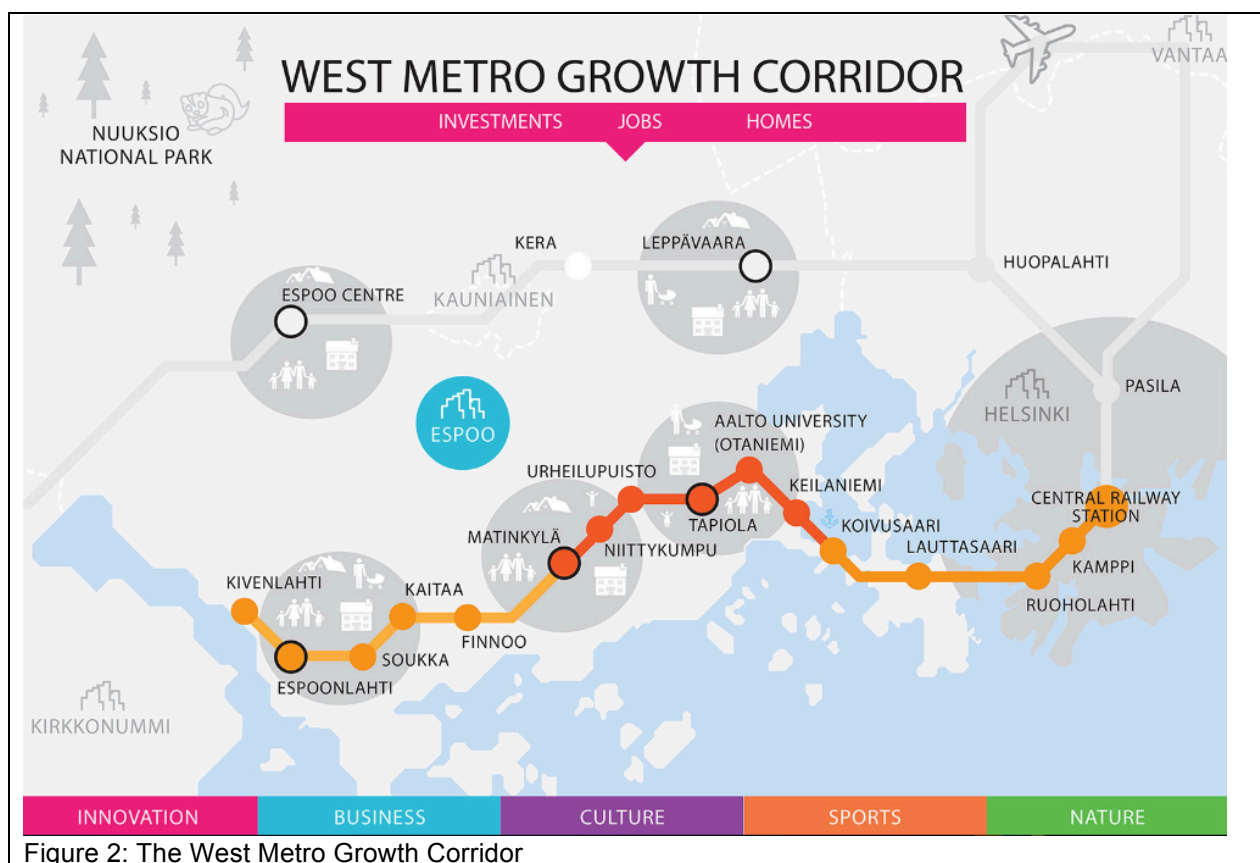 WEST METRO GROWTH CORRIDOR
INVESTMENTS JOBS HOMES
VANTAA
NUUKSIO
NATIONAL PARK
KERA
LEPPÄVAARA
HUOPALAHTI
ESPOO CENTRE
KAUNIAINEN
PASILA
HELSINKI
ESPOO
AALTO UNIVERSITY
(OTANIEMI)
URHEILUPUISTO
KEILANIEMI
CENTRAL RAILWAY
STATION
TAPIOLA
KOIVUSAARI
MATINKYLÄ
NIITTYKUMPU
LAUTTASAARI
KAMPPI
KIVENLAHTI
KAITAA
RUOHOLAHTI
FINNOO
SOUKKA
ESPOONLAHTI
KIRKKONUMMI
INNOVATION BUSINESS CULTURE SPORTS NATURE
Figure 2: The West Metro Growth Corridor